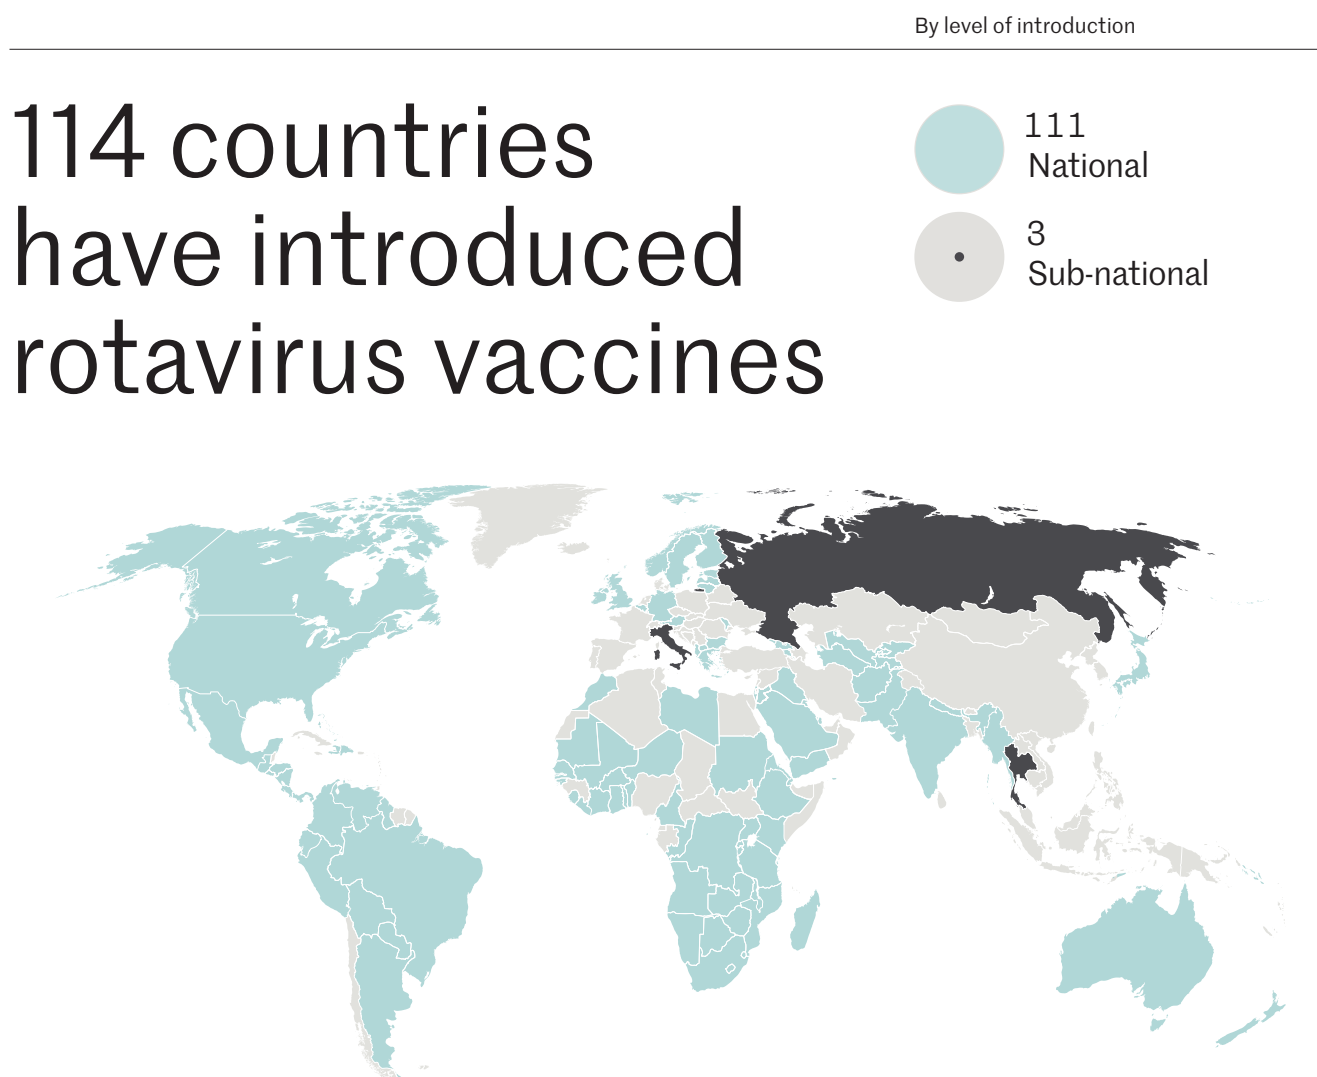 By level of introduction
114 countries
have introduced
rotavirus vaccines
111
National
3
Sub-national